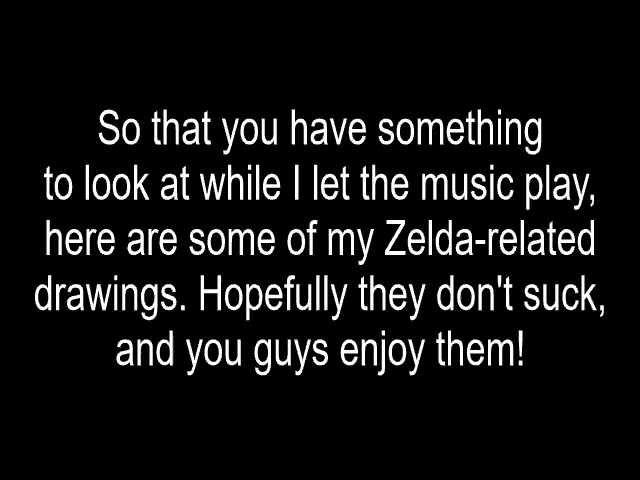 So that you have something
to look at while I let the music play,
here are some of my Zelda-related
drawings. Hopefully they don't suck,
and you guys enjoy them!